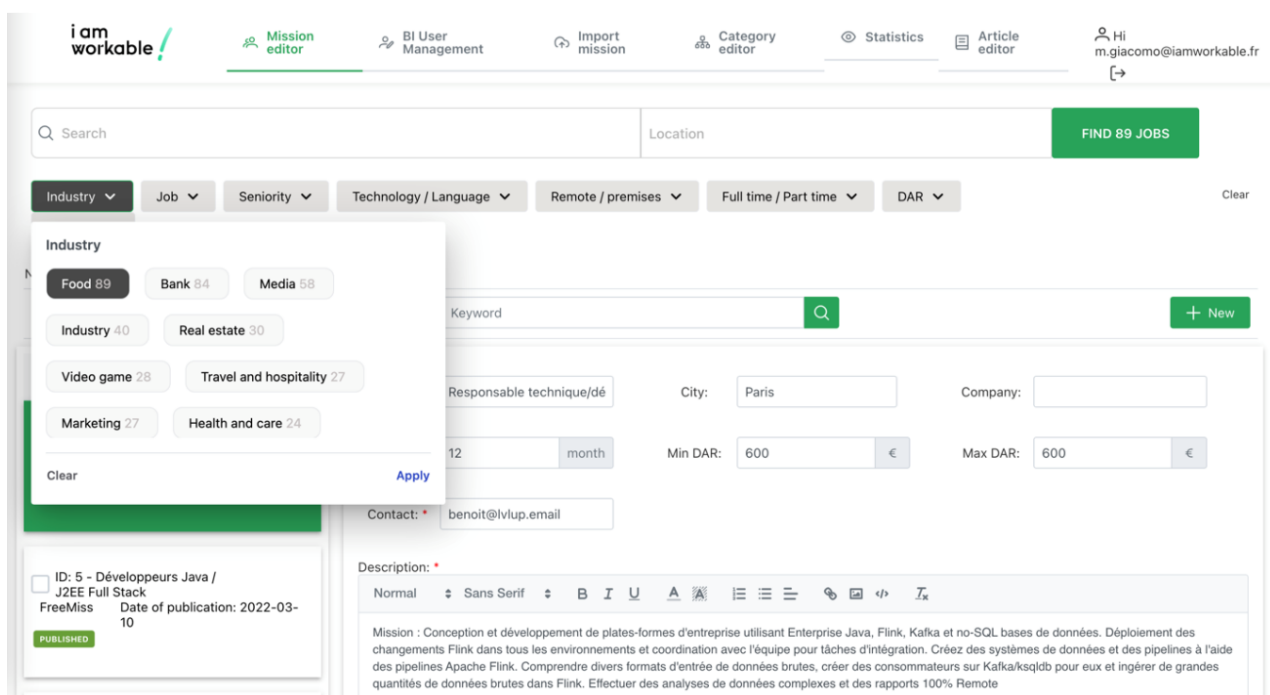 i am
workable
Mission
editor
BI User
Management
Import
mission
Category
editor
Statistics
Article
editor
Hi
m.giacomo@iamworkable.fr
Search
Location
FIND 89 JOBS
Industry
Job
Seniority
Technology / Language
Remote / premises
Full time / Part time
DAR
Clear
Industry
Food 89
Bank 84
Media 58
Industry 40
Real estate 30
Video game 28
Travel and hospitality 27
Marketing 27
Health and care 24
Clear
Apply
Keyword
New
Responsable technique/dé
City:
Paris
Company:
12
month
Min DAR:
600
€
Max DAR:
600
€
Contact: *
benoit@lvlup.email
ID: 5 - Développeurs Java /
J2EE Full Stack
FreeMiss
Date of publication: 2022-03-
10
PUBLISHED
Description: *
Normal
Sans Serif
B I U A A
Mission : Conception et développement de plates-formes d'entreprise utilisant Enterprise Java, Flink, Kafka et no-SQL bases de données. Déploiement des
changements Flink dans tous les environnements et coordination avec l'équipe pour tâches d'intégration. Créez des systèmes de données et des pipelines à l'aide
des pipelines Apache Flink. Comprendre divers formats d'entrée de données brutes, créer des consommateurs sur Kafka/ksqldb pour eux et ingérer de grandes
quantités de données brutes dans Flink. Effectuer des analyses de données complexes et des rapports 100% Remote